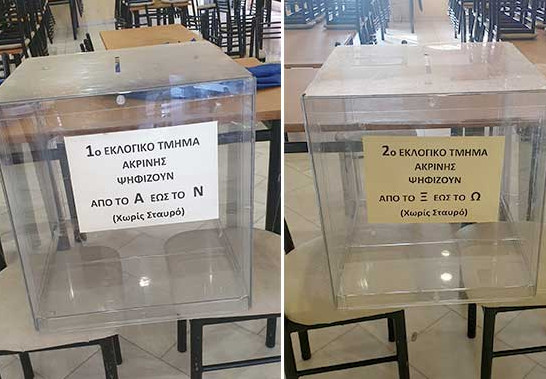 1ο ΕΚΛΟΓΙΚΟ ΤΜΗΜΑ
ΑΚΡΙΝΗΣ
ΨΗΦΙΖΟΥΝ
ΑΠΟ ΤΟ Α ΕΩΣ ΤΟ Ν
(Χωρίς Σταυρό)
2ο ΕΚΛΟΓΙΚΟ ΤΜΗΜΑ
ΑΚΡΙΝΗΣ
ΨΗΦΙΖΟΥΝ
ΑΠΟ ΤΟ Ξ ΕΩΣ ΤΟ Ω
(Χωρίς Σταυρό)